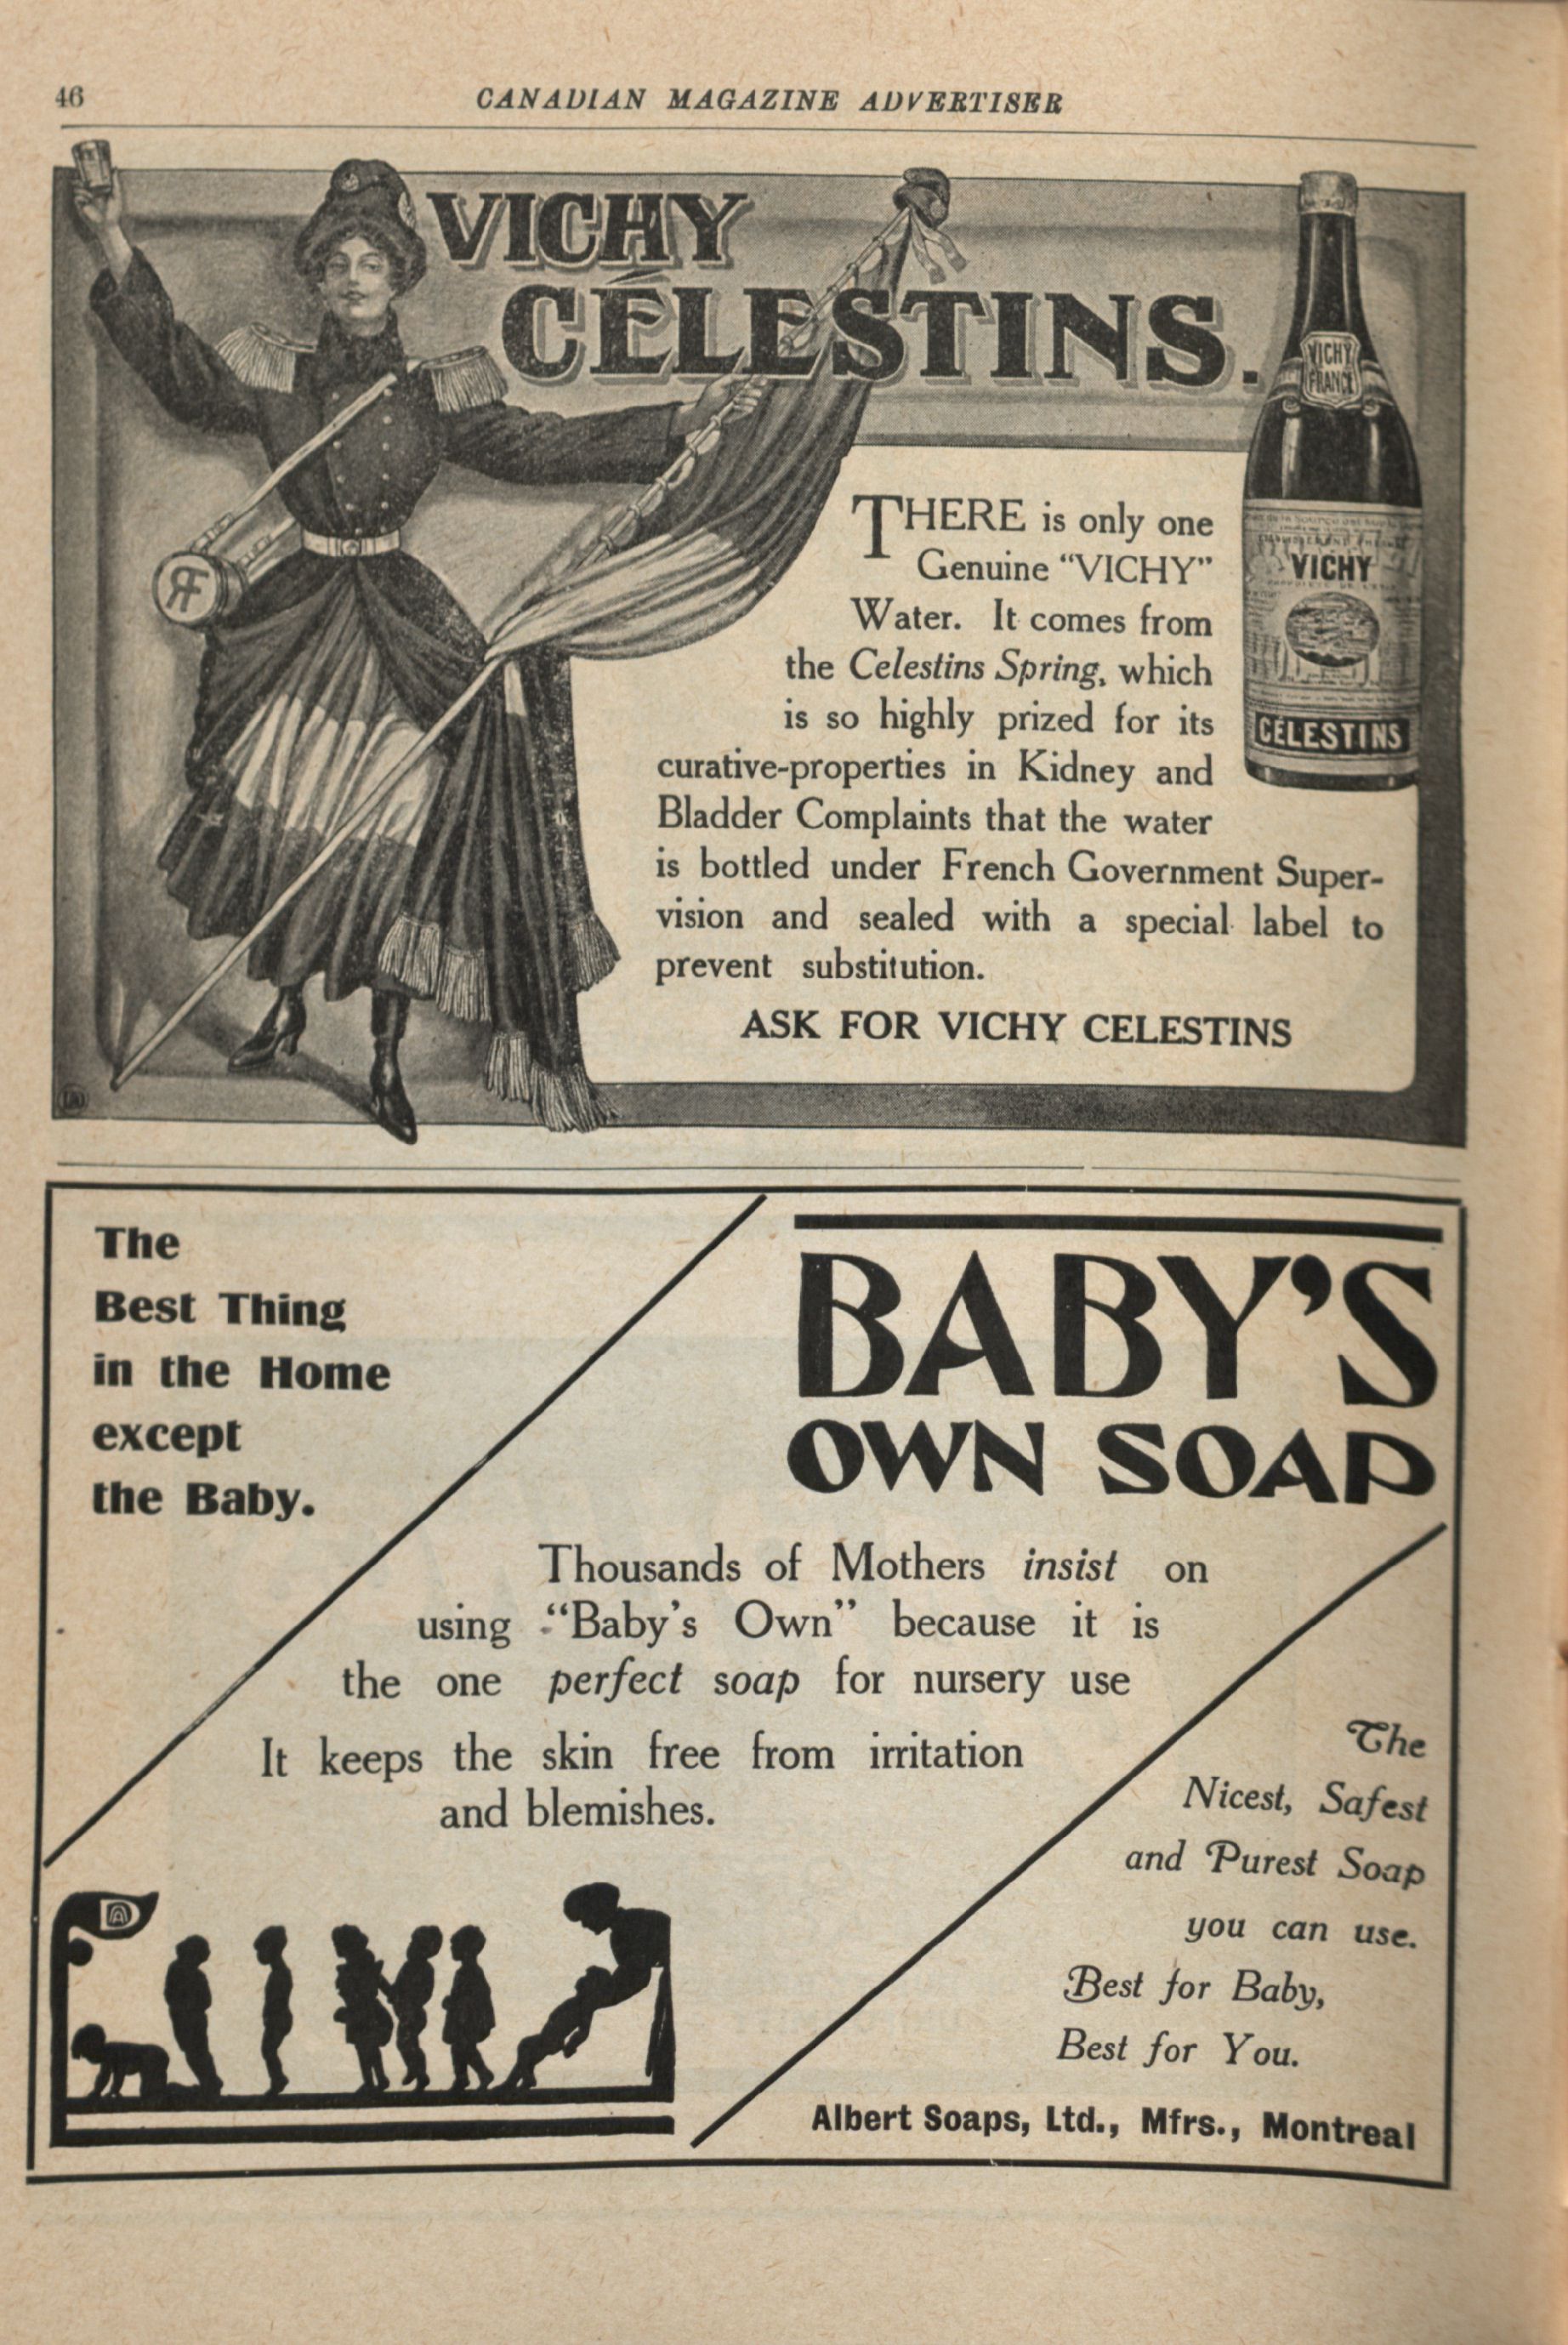 46
CANADIAN MAGAZINE ADVERTISER
VICHY
CÉLESTINS.
RF
VICHY
FRANCE
VICHY
CELESTINS
THERE is only one
Genuine "VICHY"
Water. It comes from
the Celestins Spring, which
is so highly prized for its
curative-properties in Kidney and
Bladder Complaints that the water
is bottled under French Government Super-
vision and sealed with a special label to
prevent substitution.
ASK FOR VICHY CELESTINS
The
Best Thing
in the Home
except
the Baby.
BABY'S
OWN SOAP
Thousands of Mothers insist on
using "Baby's Own" because it is
the one perfect soap for nursery use
It keeps the skin free from irritation
and blemishes.
The
Nicest, Safest
and Purest Soap
you can use.
Best for Baby,
Best for You.
Albert Soaps, Ltd., Mfrs., Montreal